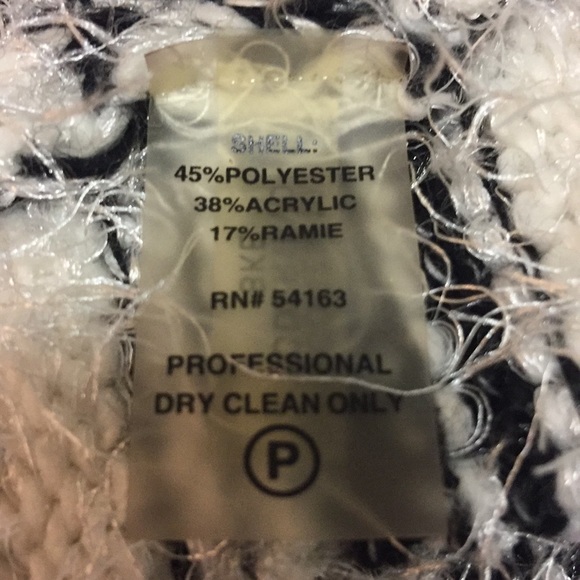 SHELL:
45%POLYESTER
38%ACRYLIC
17%RAMIE
RN# 54163
PROFESSIONAL
DRY CLEAN ONLY
P